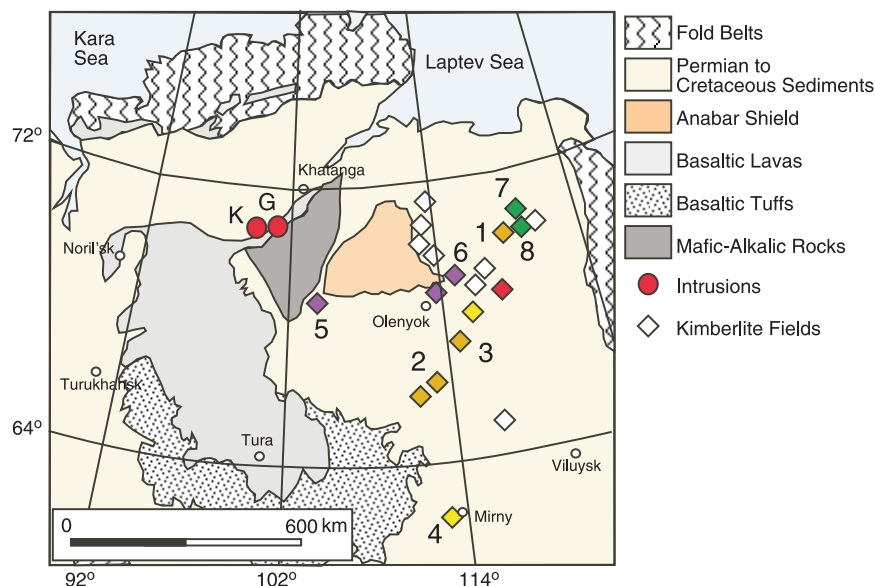 Kara
Sea
Laptev Sea
72°
Khatanga
K
G
Noril'sk
7
1
8
6
5
Olenyok
3
2
Turukhansk
64°
Tura
Viluysk
4
Mirny
0
600 km
92°
102°
114°
Fold Belts
Permian to
Cretaceous Sediments
Anabar Shield
Basaltic Lavas
Basaltic Tuffs
Mafic-Alkalic Rocks
Intrusions
Kimberlite Fields